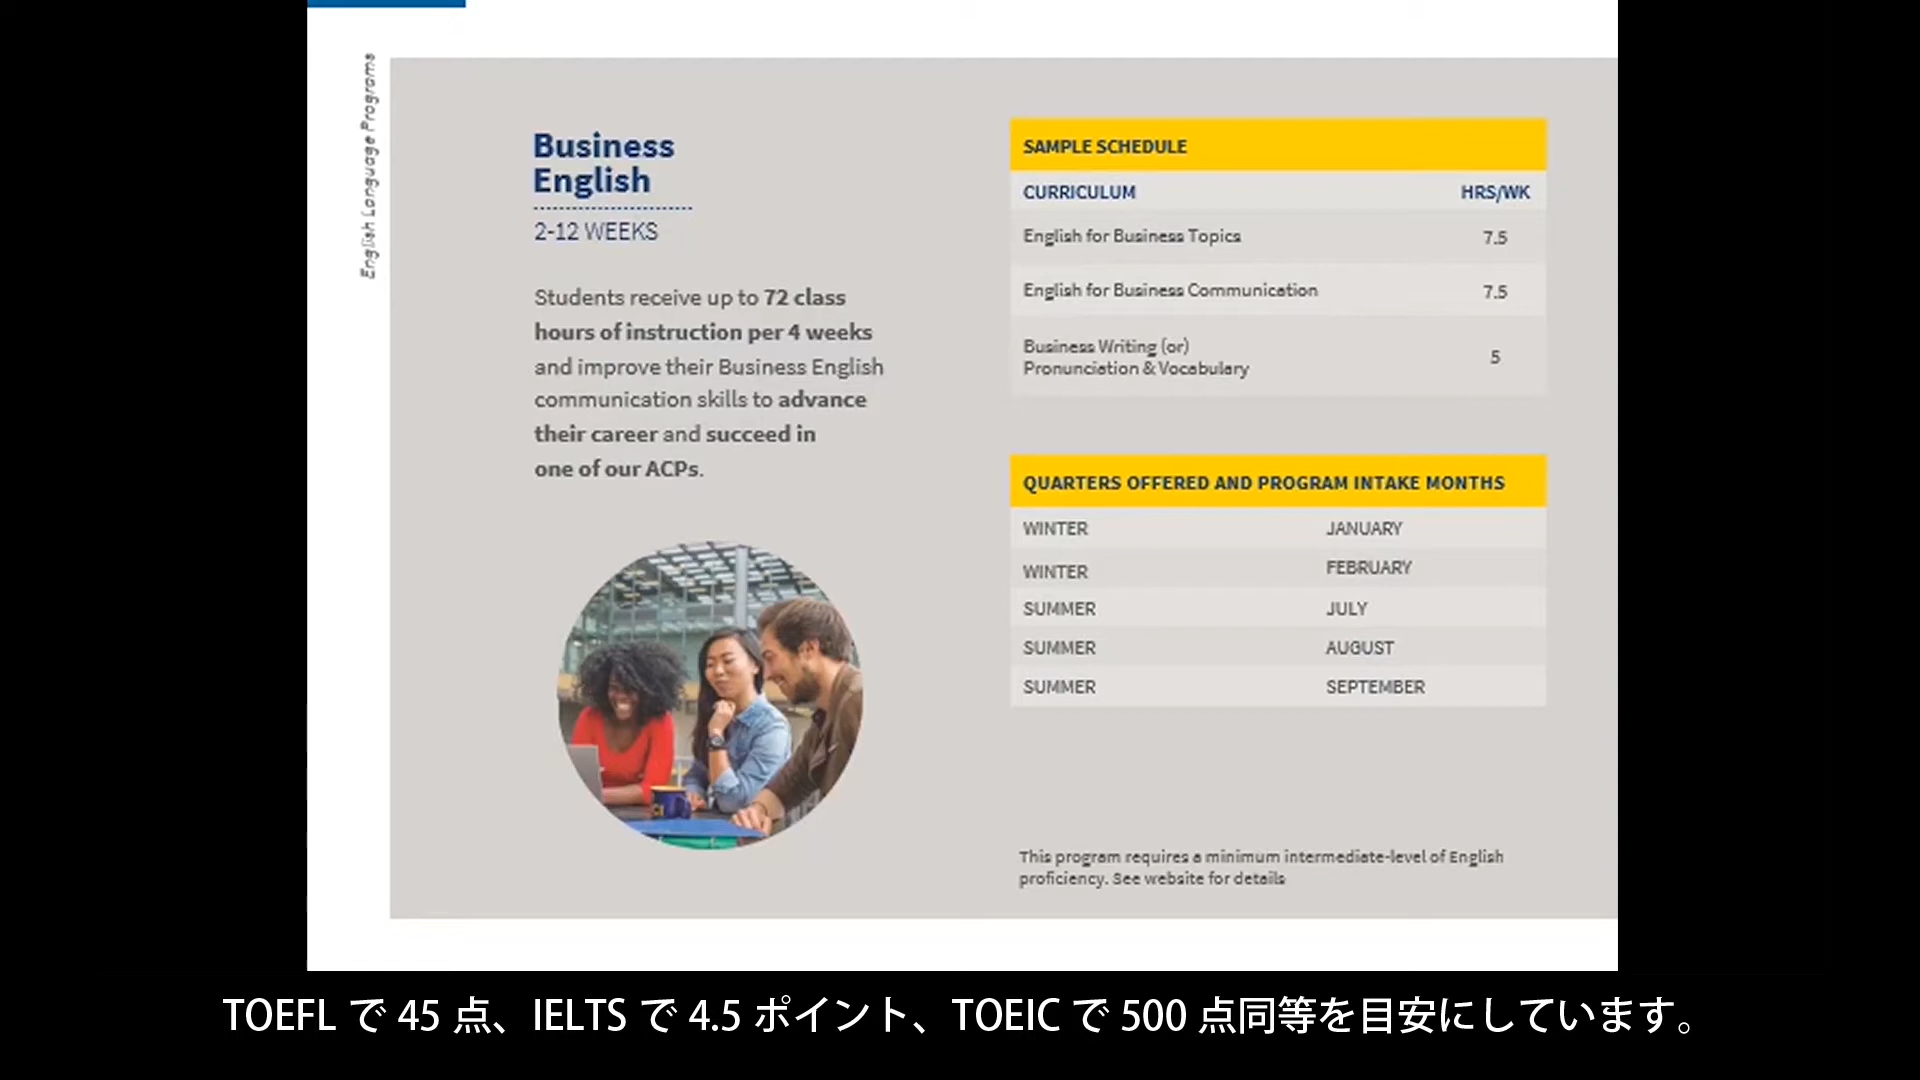 English Language Programs
Business
English
2-12 WEEKS
Students receive up to 72 class
hours of instruction per 4 weeks
and improve their Business English
communication skills to advance
their career and succeed in
one of our ACPs.
SAMPLE SCHEDULE
CURRICULUM HRS/WK
English for Business Topics 7.5
English for Business Communication 7.5
Business Writing (or)
Pronunciation & Vocabulary 5
QUARTERS OFFERED AND PROGRAM INTAKE MONTHS
WINTER JANUARY
WINTER FEBRUARY
SUMMER JULY
SUMMER AUGUST
SUMMER SEPTEMBER
This program requires a minimum intermediate-level of English
proficiency. See website for details
TOEFL で 45 点、IELTS で 4.5 ポイント、TOEIC で 500 点同等を目安にしています。